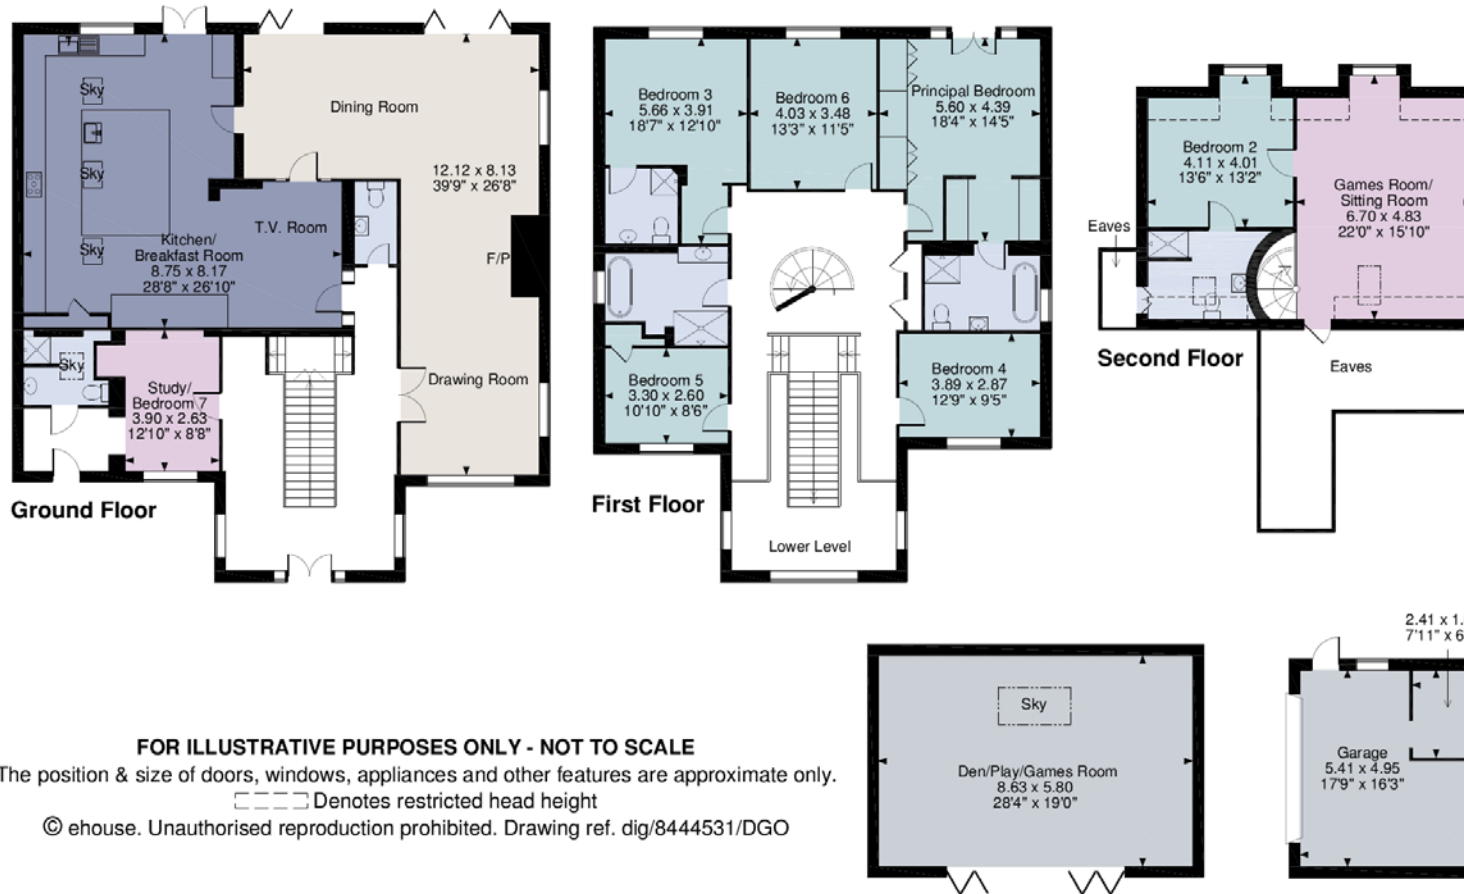 Sky
Sky
Sky
Kitchen/
Breakfast Room
8.75 x 8.17
28'8" x 26'10"
T.V. Room
Dining Room
12.12 x 8.13
39'9" x 26'8"
F/P
Drawing Room
Sky
Study/
Bedroom 7
3.90 x 2.63
12'10" x 8'8"
Ground Floor
Bedroom 3
5.66 x 3.91
18'7" x 12'10"
Bedroom 6
4.03 x 3.48
13'3" x 11'5"
Principal Bedroom
5.60 x 4.39
18'4" x 14'5"
Bedroom 5
3.30 x 2.60
10'10" x 8'6"
Bedroom 4
3.89 x 2.87
12'9" x 9'5"
Lower Level
First Floor
Bedroom 2
4.11 x 4.01
13'6" x 13'2"
Games Room/
Sitting Room
6.70 x 4.83
22'0" x 15'10"
Eaves
Eaves
Second Floor
Sky
Den/Play/Games Room
8.63 x 5.80
28'4" x 19'0"
2.41 x 1.
7'11" x 6
Garage
5.41 x 4.95
17'9" x 16'3"
FOR ILLUSTRATIVE PURPOSES ONLY - NOT TO SCALE
The position & size of doors, windows, appliances and other features are approximate only.
Denotes restricted head height
© ehouse. Unauthorised reproduction prohibited. Drawing ref. dig/8444531/DGO